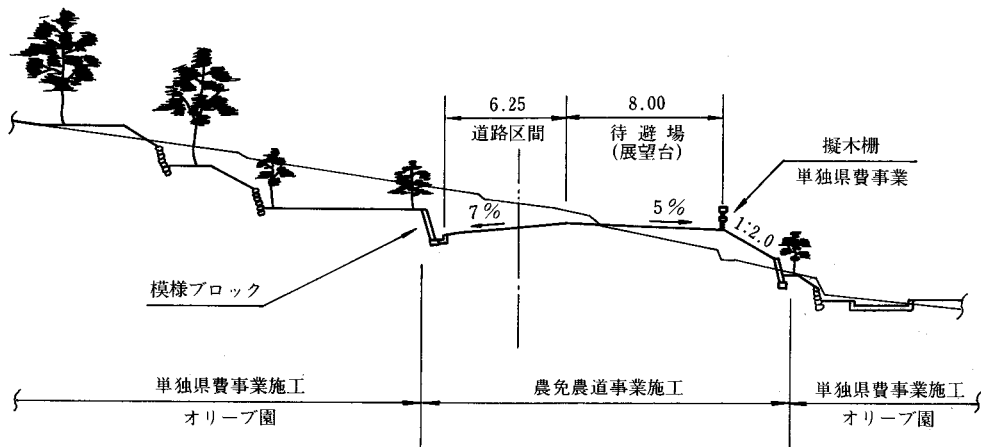 6.25
道路区間
8.00
待避場
(展望台)
擬木柵
単独県費事業
7%
5%
1:2.0
模様ブロック
単独県費事業施工
オリーブ園
農免農道事業施工
単独県費事業施工
オリーブ園